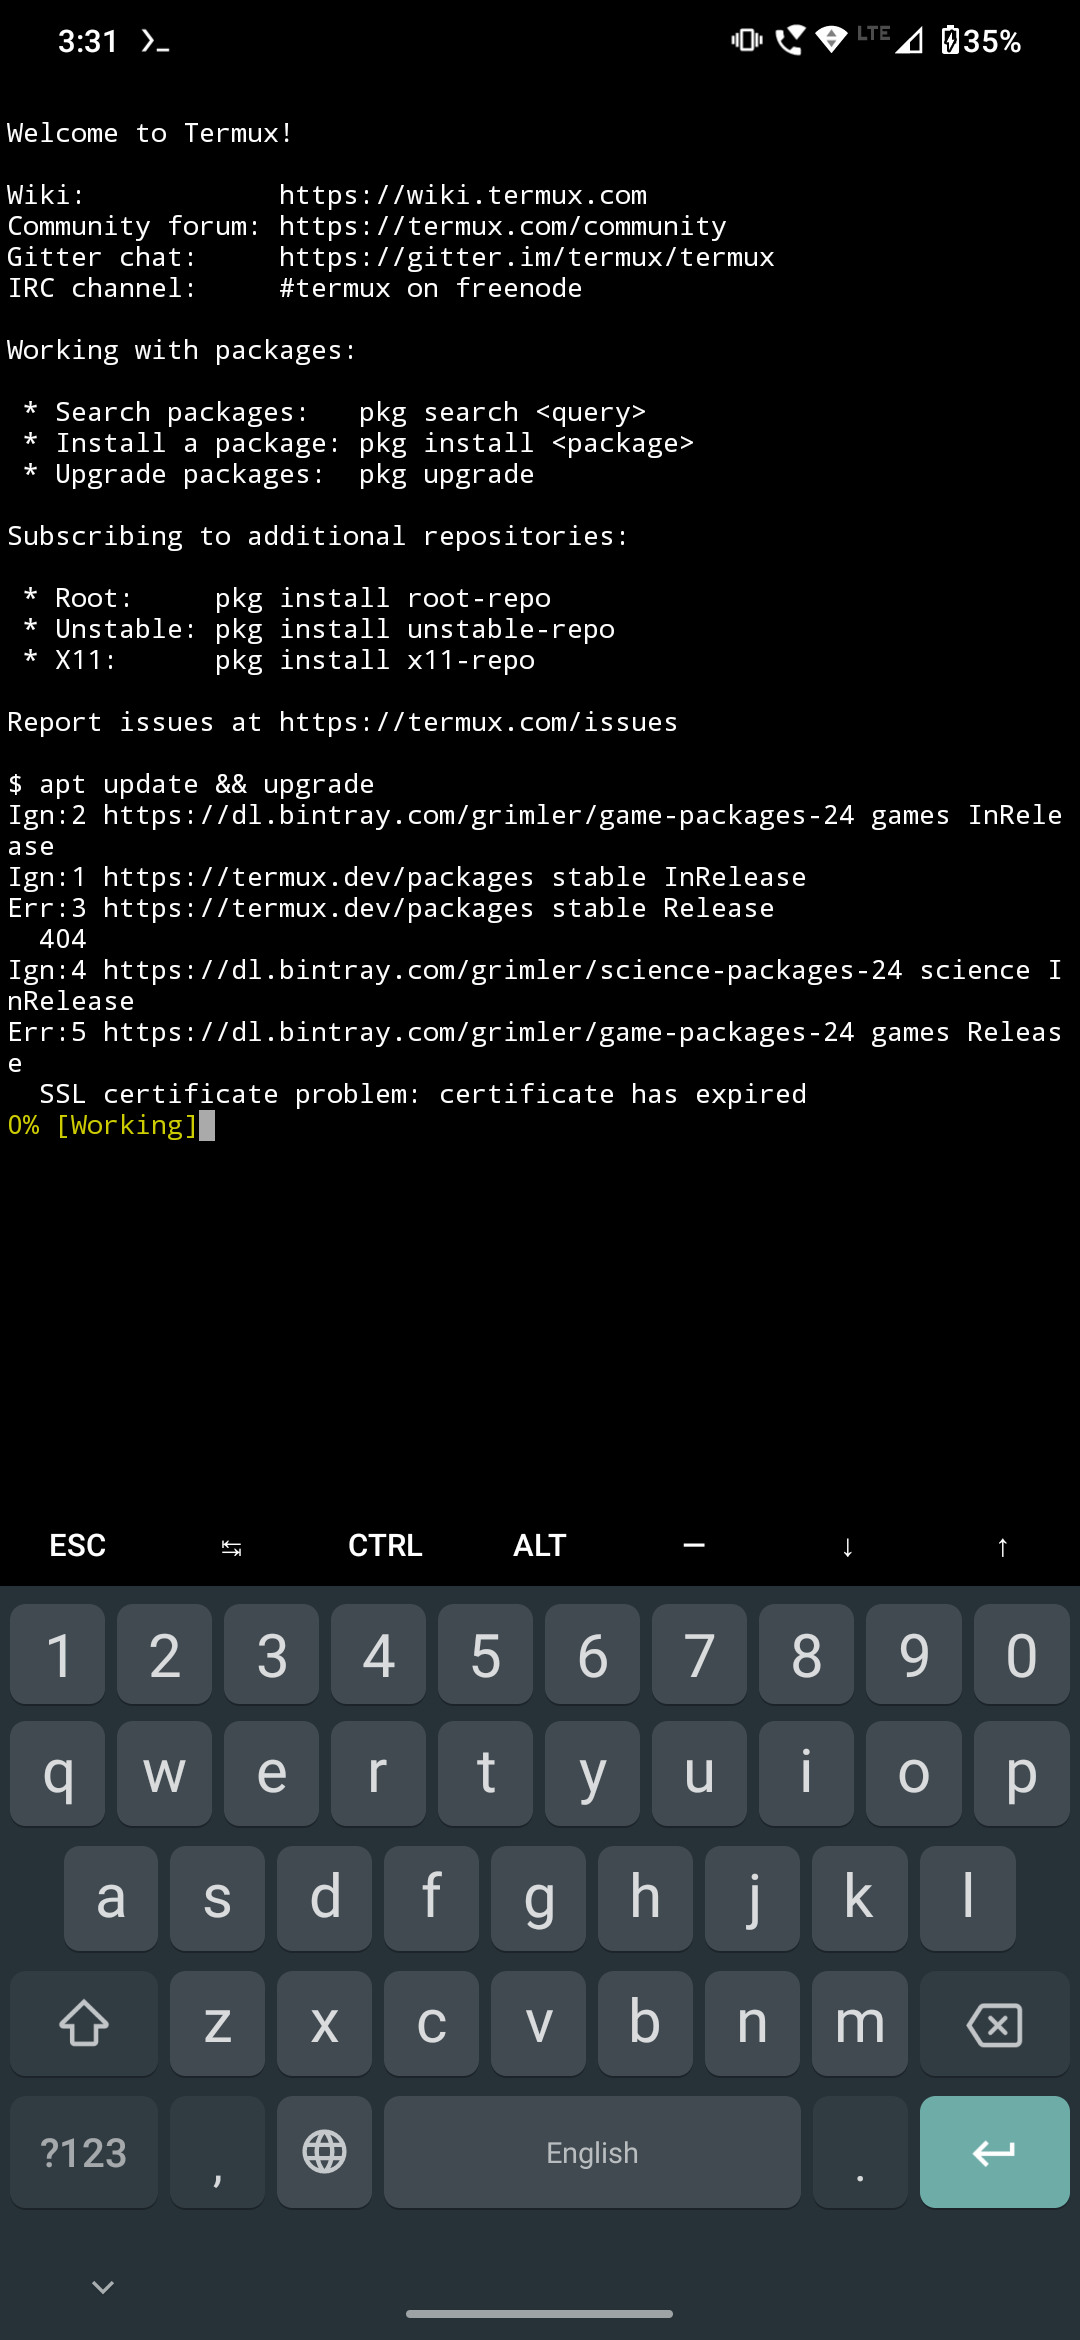 3:31 LTE 35%
Welcome to Termux!
Wiki:            https://wiki.termux.com
Community forum: https://termux.com/community
Gitter chat:     https://gitter.im/termux/termux
IRC channel:     #termux on freenode
Working with packages:
 * Search packages:   pkg search <query>
 * Install a package: pkg install <package>
 * Upgrade packages:  pkg upgrade
Subscribing to additional repositories:
 * Root:     pkg install root-repo
 * Unstable: pkg install unstable-repo
 * X11:      pkg install x11-repo
Report issues at https://termux.com/issues
$ apt update && upgrade
Ign:2 https://dl.bintray.com/grimler/game-packages-24 games InRele
ase
Ign:1 https://termux.dev/packages stable InRelease
Err:3 https://termux.dev/packages stable Release
  404
Ign:4 https://dl.bintray.com/grimler/science-packages-24 science I
nRelease
Err:5 https://dl.bintray.com/grimler/game-packages-24 games Releas
e
  SSL certificate problem: certificate has expired
0% [Working]
ESC ↹ CTRL ALT — ↓ ↑
1 2 3 4 5 6 7 8 9 0
q w e r t y u i o p
a s d f g h j k l
z x c v b n m
?123 , English .